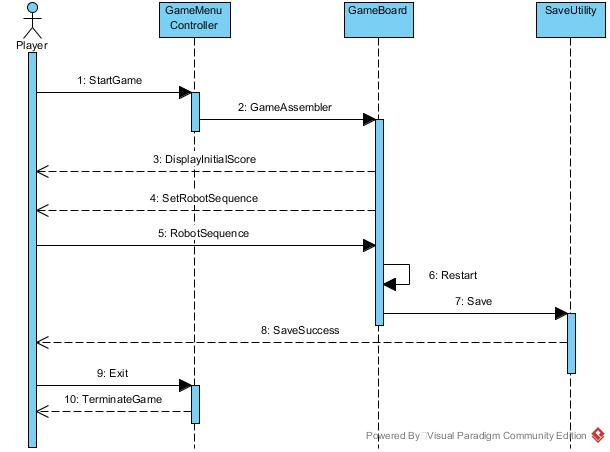 GameMenu
Controller
GameBoard
SaveUtility
Player
1: StartGame
2: GameAssembler
3: DisplayInitialScore
4: SetRobotSequence
5: RobotSequence
6: Restart
7: Save
8: SaveSuccess
9: Exit
10: TerminateGame
Powered By Visual Paradigm Community Edition